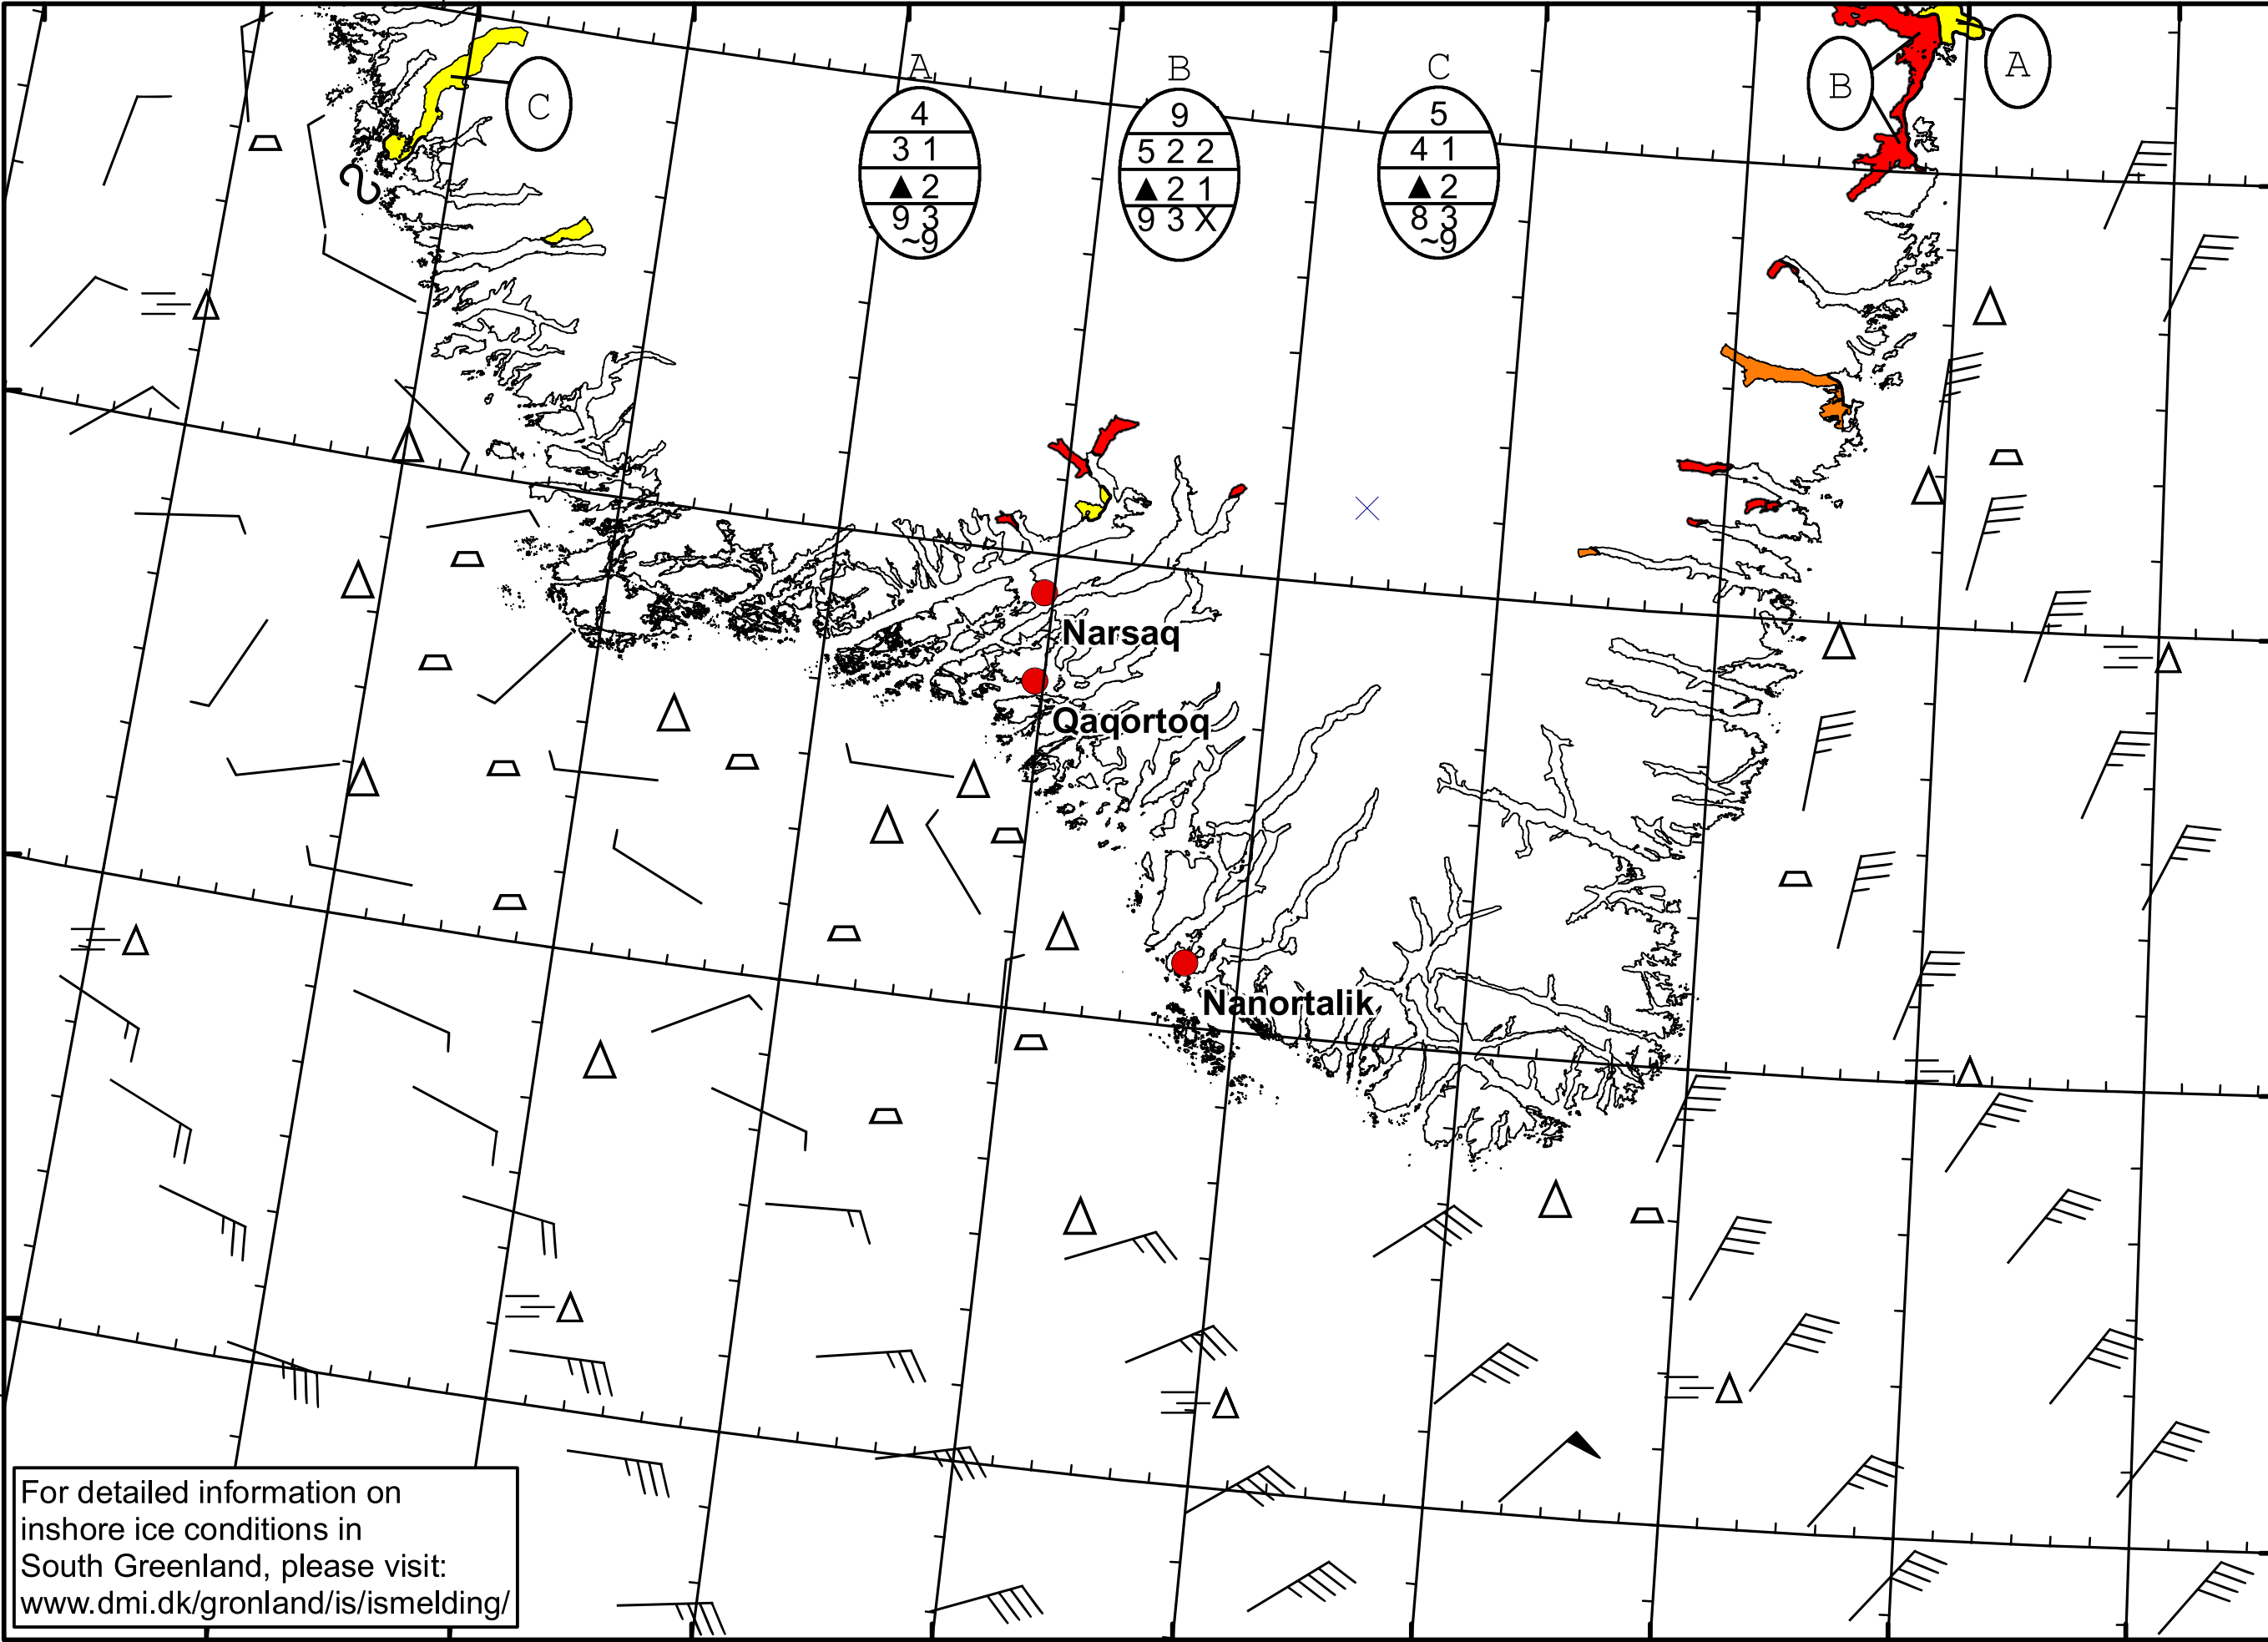 A B C
4
3 1
▲ 2
9 3
~9
9
5 2 2
▲ 2 1
9 3 X
5
4 1
▲ 2
8 3
~9
C
B
A
2
Narsaq
Qaqortoq
Nanortalik
For detailed information on
inshore ice conditions in
South Greenland, please visit:
www.dmi.dk/gronland/is/ismelding/